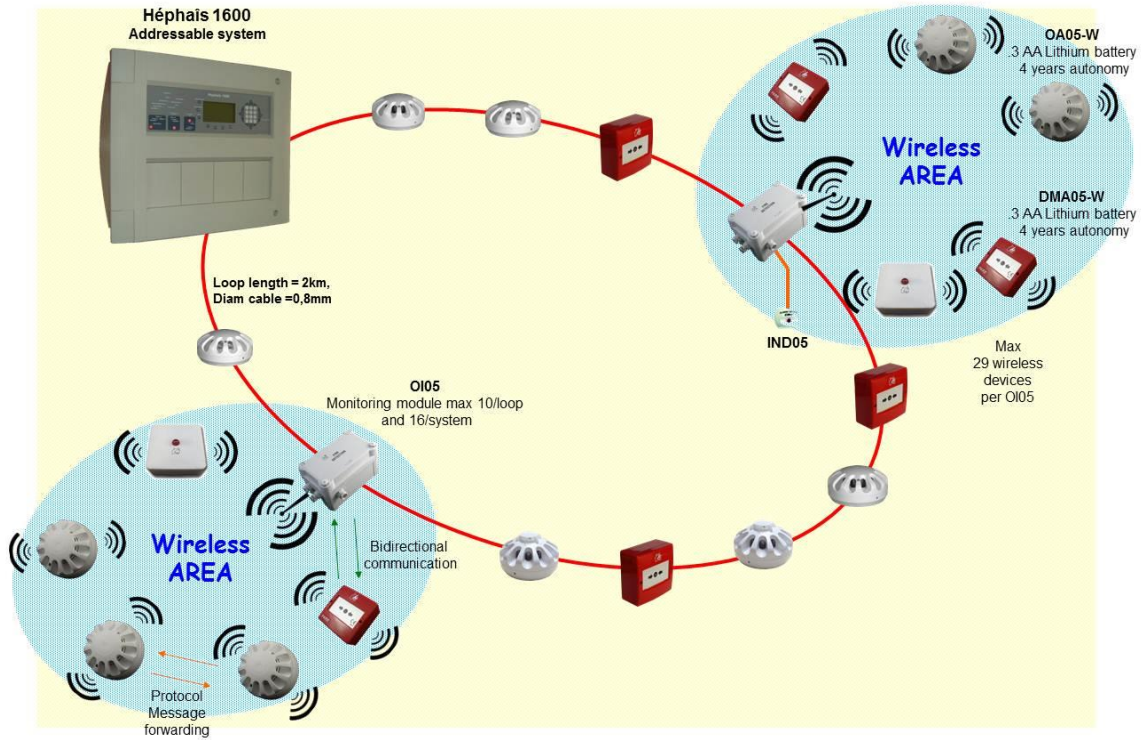 Héphaîs 1600
Addressable system
OA05-W
.3 AA Lithium battery
4 years autonomy
Wireless
AREA
DMA05-W
.3 AA Lithium battery
4 years autonomy
Loop length = 2km,
Diam cable =0,8mm
IND05
Max
29 wireless
devices
per OI05
OI05
Monitoring module max 10/loop
and 16/system
Wireless
AREA
Bidirectional
communication
Protocol
Message
forwarding